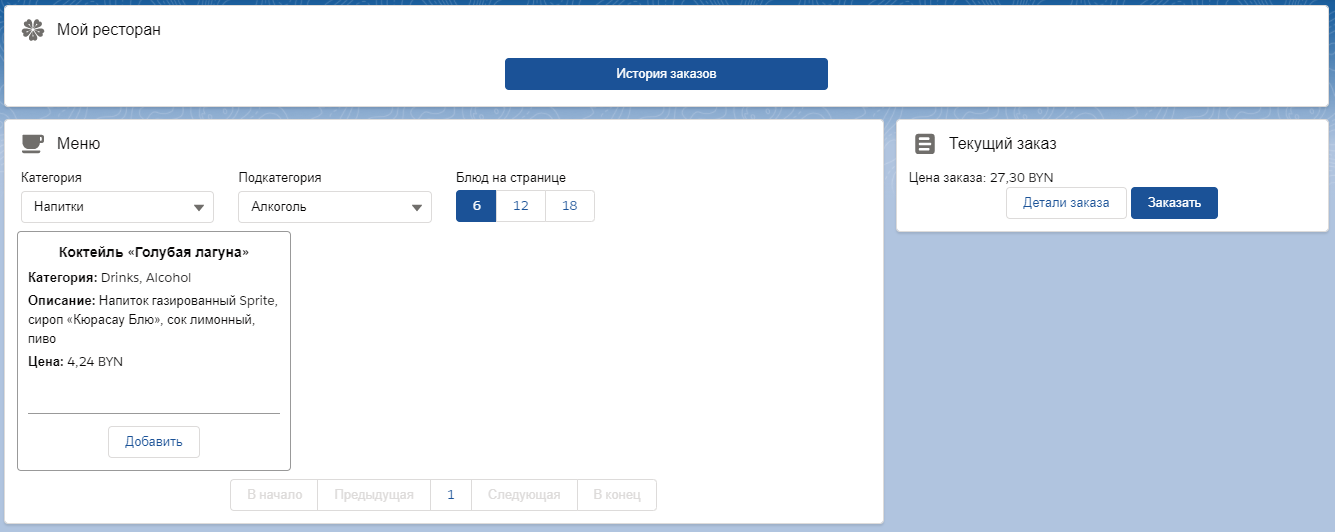 Мой ресторан
История заказов
Меню
Категория
Подкатегория
Блюд на странице
Напитки
Алкоголь
6 12 18
Коктейль «Голубая лагуна»
Категория: Drinks, Alcohol
Описание: Напиток газированный Sprite,
сироп «Кюрасау Блю», сок лимонный,
пиво
Цена: 4,24 BYN
Добавить
В начало Предыдущая 1 Следующая В конец
Текущий заказ
Цена заказа: 27,30 BYN
Детали заказа Заказать